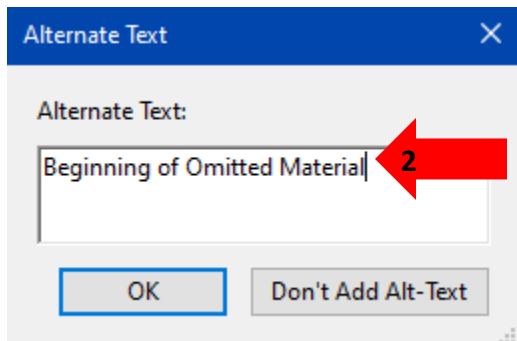 Alternate Text
Alternate Text:
Beginning of Omitted Material
2
OK Don't Add Alt-Text